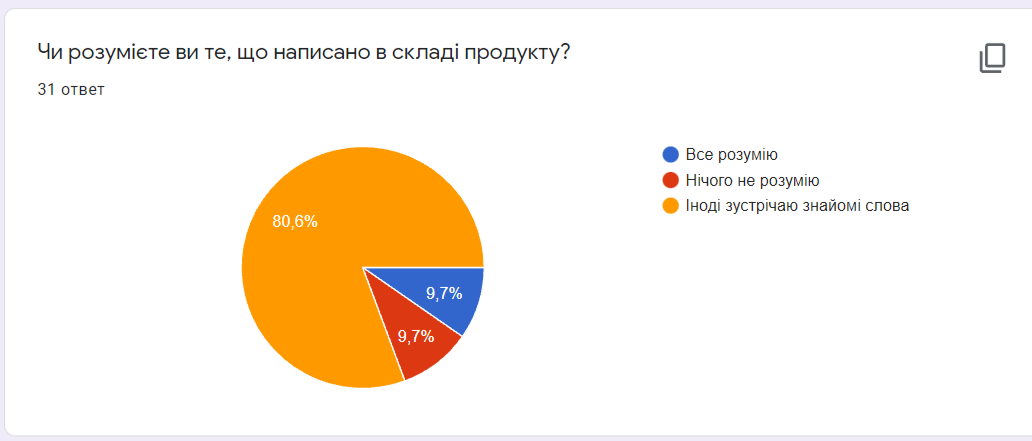 Чи розумієте ви те, що написано в складі продукту?
31 ответ
Все розумію
Нічого не розумію
Іноді зустрічаю знайомі слова
80,6%
9,7%
9,7%